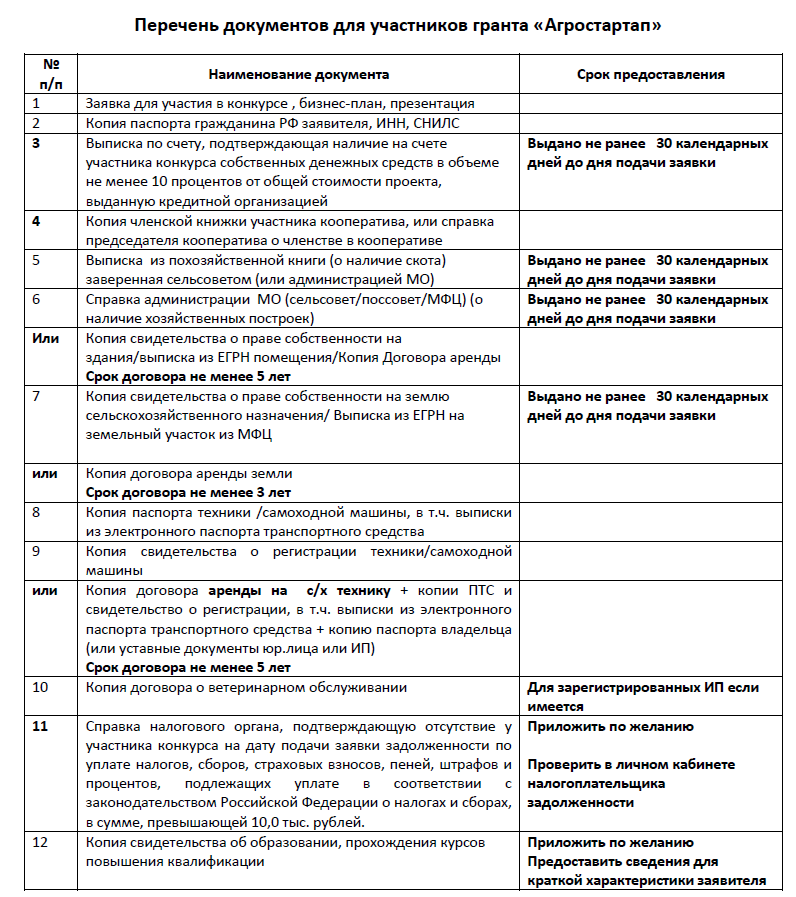 Перечень документов для участников гранта «Агростартап»
№
п/п
Наименование документа
Срок предоставления
1
Заявка для участия в конкурсе , бизнес-план, презентация
2
Копия паспорта гражданина РФ заявителя, ИНН, СНИЛС
3
Выписка по счету, подтверждающая наличие на счете
участника конкурса собственных денежных средств в объеме
не менее 10 процентов от общей стоимости проекта,
выданную кредитной организацией
Выдано не ранее 30 календарных
дней до дня подачи заявки
4
Копия членской книжки участника кооператива, или справка
председателя кооператива о членстве в кооперативе
5
Выписка из похозяйственной книги (о наличие скота)
заверенная сельсоветом (или администрацией МО)
Выдано не ранее 30 календарных
дней до дня подачи заявки
6
Справка администрации МО (сельсовет/поссовет/МФЦ) (о
наличие хозяйственных построек)
Выдано не ранее 30 календарных
дней до дня подачи заявки
Или
Копия свидетельства о праве собственности на
здания/выписка из ЕГРН помещения/Копия Договора аренды
Срок договора не менее 5 лет
7
Копия свидетельства о праве собственности на землю
сельскохозяйственного назначения/ Выписка из ЕГРН на
земельный участок из МФЦ
Выдано не ранее 30 календарных
дней до дня подачи заявки
или
Копия договора аренды земли
Срок договора не менее 3 лет
8
Копия паспорта техники /самоходной машины, в т.ч. выписки
из электронного паспорта транспортного средства
9
Копия свидетельства о регистрации техники/самоходной
машины
или
Копия договора аренды на с/х технику + копии ПТС и
свидетельство о регистрации, в т.ч. выписки из электронного
паспорта транспортного средства + копию паспорта владельца
(или уставные документы юр.лица или ИП)
Срок договора не менее 5 лет
10
Копия договора о ветеринарном обслуживании
Для зарегистрированных ИП если
имеется
11
Справка налогового органа, подтверждающую отсутствие у
участника конкурса на дату подачи заявки задолженности по
уплате налогов, сборов, страховых взносов, пеней, штрафов и
процентов, подлежащих уплате в соответствии с
законодательством Российской Федерации о налогах и сборах,
в сумме, превышающей 10,0 тыс. рублей.
Приложить по желанию
Проверить в личном кабинете
налогоплательщика
задолженности
12
Копия свидетельства об образовании, прохождения курсов
повышения квалификации
Приложить по желанию
Предоставить сведения для
краткой характеристики заявителя